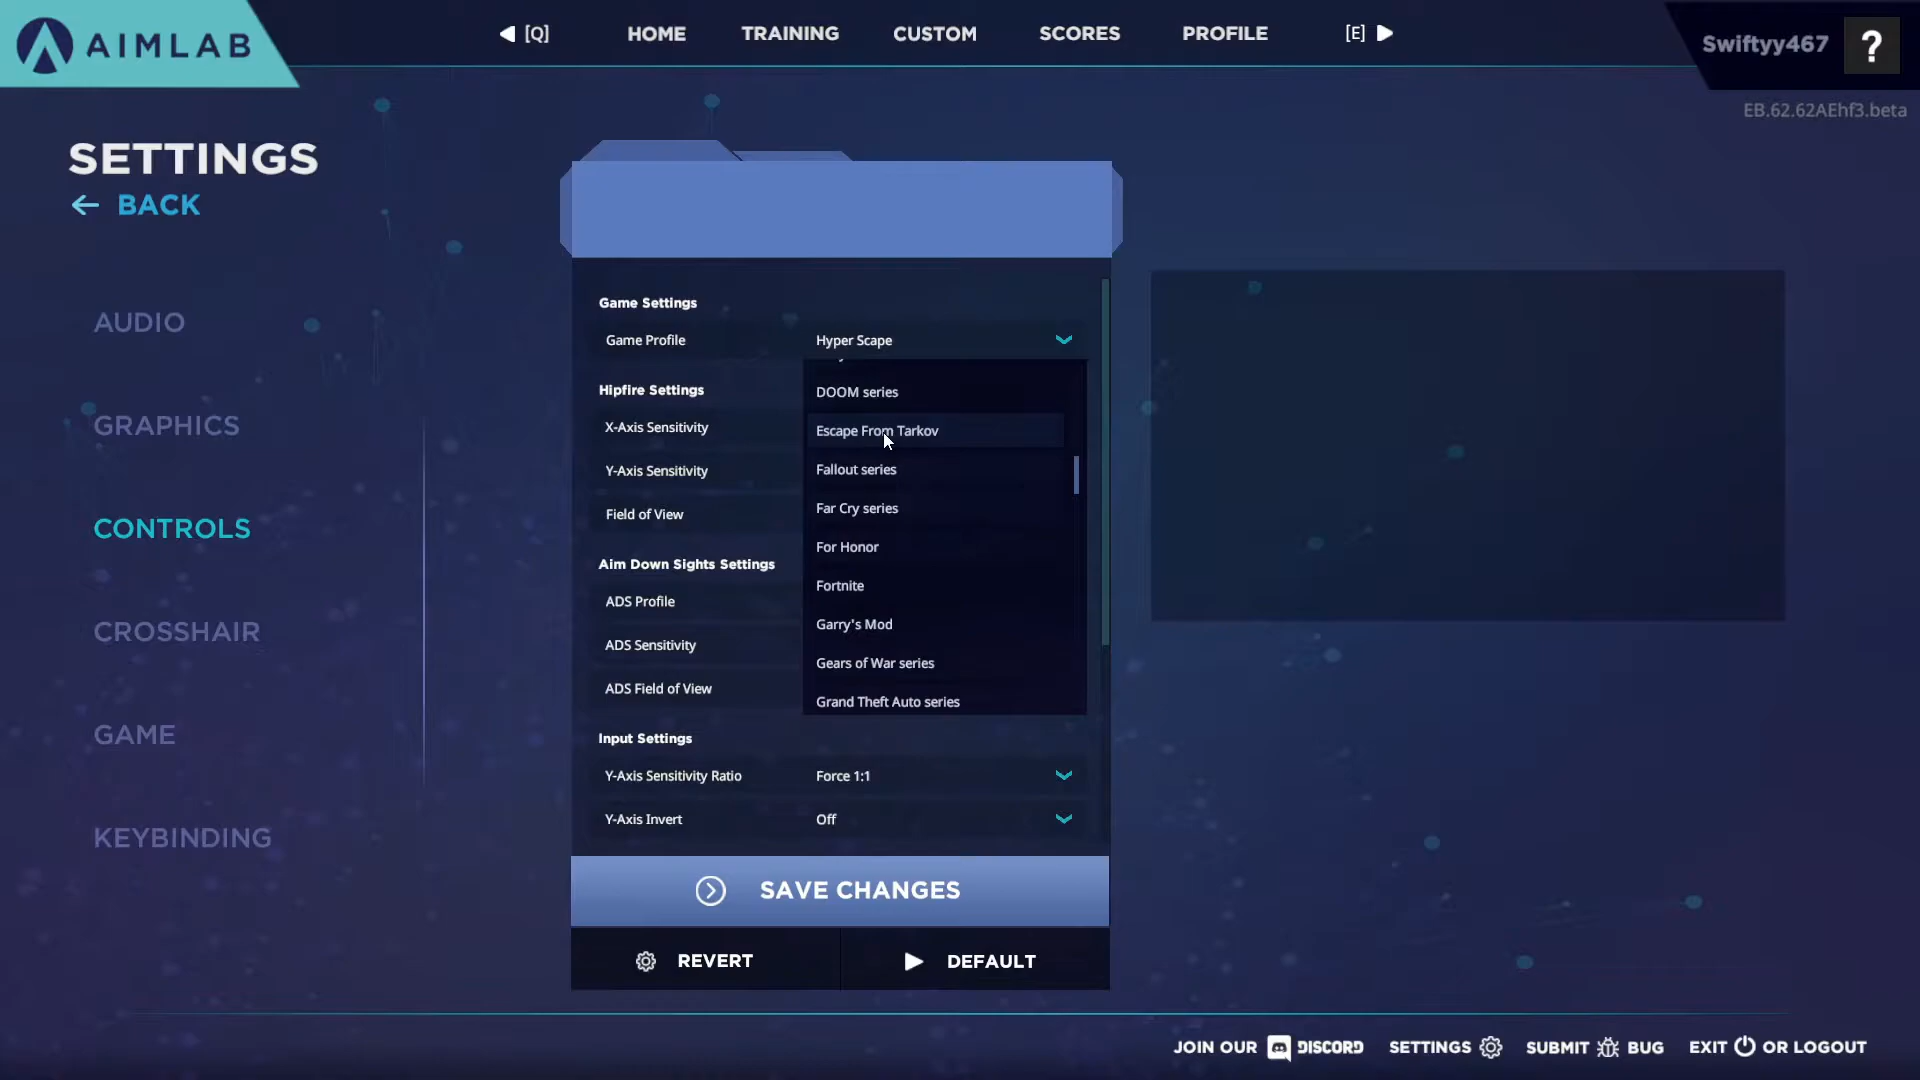 AIMLAB
[Q]
HOME
TRAINING
CUSTOM
SCORES
PROFILE
[E]
Swiftyy467
?
EB.62.62AEhf3.beta
SETTINGS
← BACK
AUDIO
GRAPHICS
CONTROLS
CROSSHAIR
GAME
KEYBINDING
Game Settings
Game Profile
Hyper Scape
Hipfire Settings
X-Axis Sensitivity
Y-Axis Sensitivity
Field of View
Aim Down Sights Settings
ADS Profile
ADS Sensitivity
ADS Field of View
DOOM series
Escape From Tarkov
Fallout series
Far Cry series
For Honor
Fortnite
Garry's Mod
Gears of War series
Grand Theft Auto series
Input Settings
Y-Axis Sensitivity Ratio
Force 1:1
Y-Axis Invert
Off
SAVE CHANGES
REVERT
DEFAULT
JOIN OUR DISCORD
SETTINGS
SUBMIT BUG
EXIT OR LOGOUT